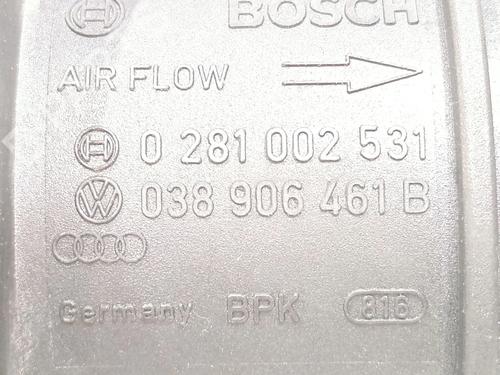 BOSCH
AIR FLOW
0 281 002 531
038 906 461 B
Germany BPK 816